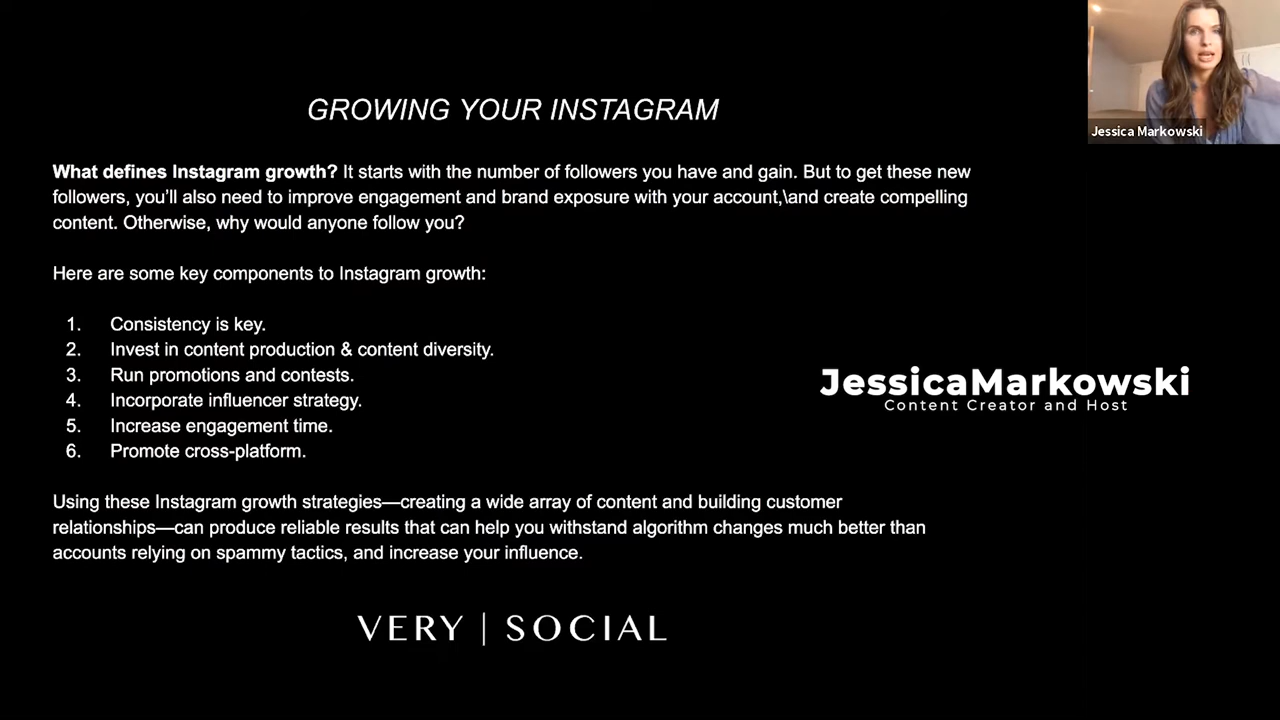 GROWING YOUR INSTAGRAM
What defines Instagram growth? It starts with the number of followers you have and gain. But to get these new
followers, you’ll also need to improve engagement and brand exposure with your account,\and create compelling
content. Otherwise, why would anyone follow you?
Here are some key components to Instagram growth:
1. Consistency is key.
2. Invest in content production & content diversity.
3. Run promotions and contests.
4. Incorporate influencer strategy.
5. Increase engagement time.
6. Promote cross-platform.
Using these Instagram growth strategies—creating a wide array of content and building customer
relationships—can produce reliable results that can help you withstand algorithm changes much better than
accounts relying on spammy tactics, and increase your influence.
VERY | SOCIAL
Jessica Markowski
JessicaMarkowski
Content Creator and Host